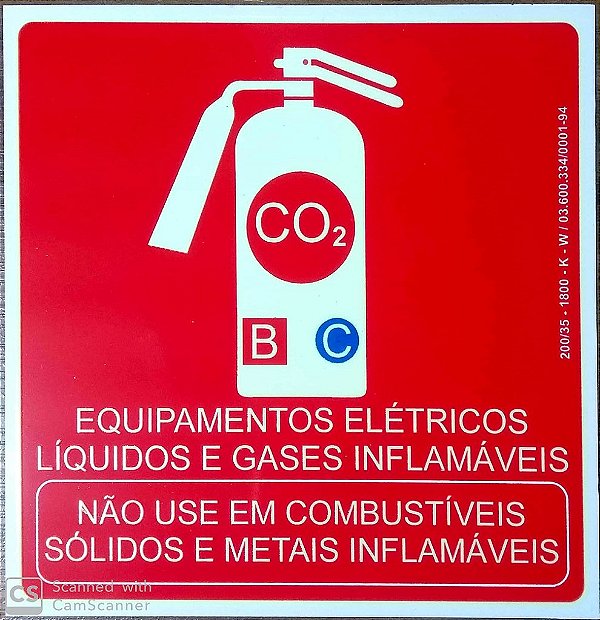 CO₂
B C
200/35 - 1800 - K - W / 03.600.334/0001-94
EQUIPAMENTOS ELÉTRICOS
LÍQUIDOS E GASES INFLAMÁVEIS
NÃO USE EM COMBUSTÍVEIS
SÓLIDOS E METAIS INFLAMÁVEIS
CS Scanned with
CamScanner